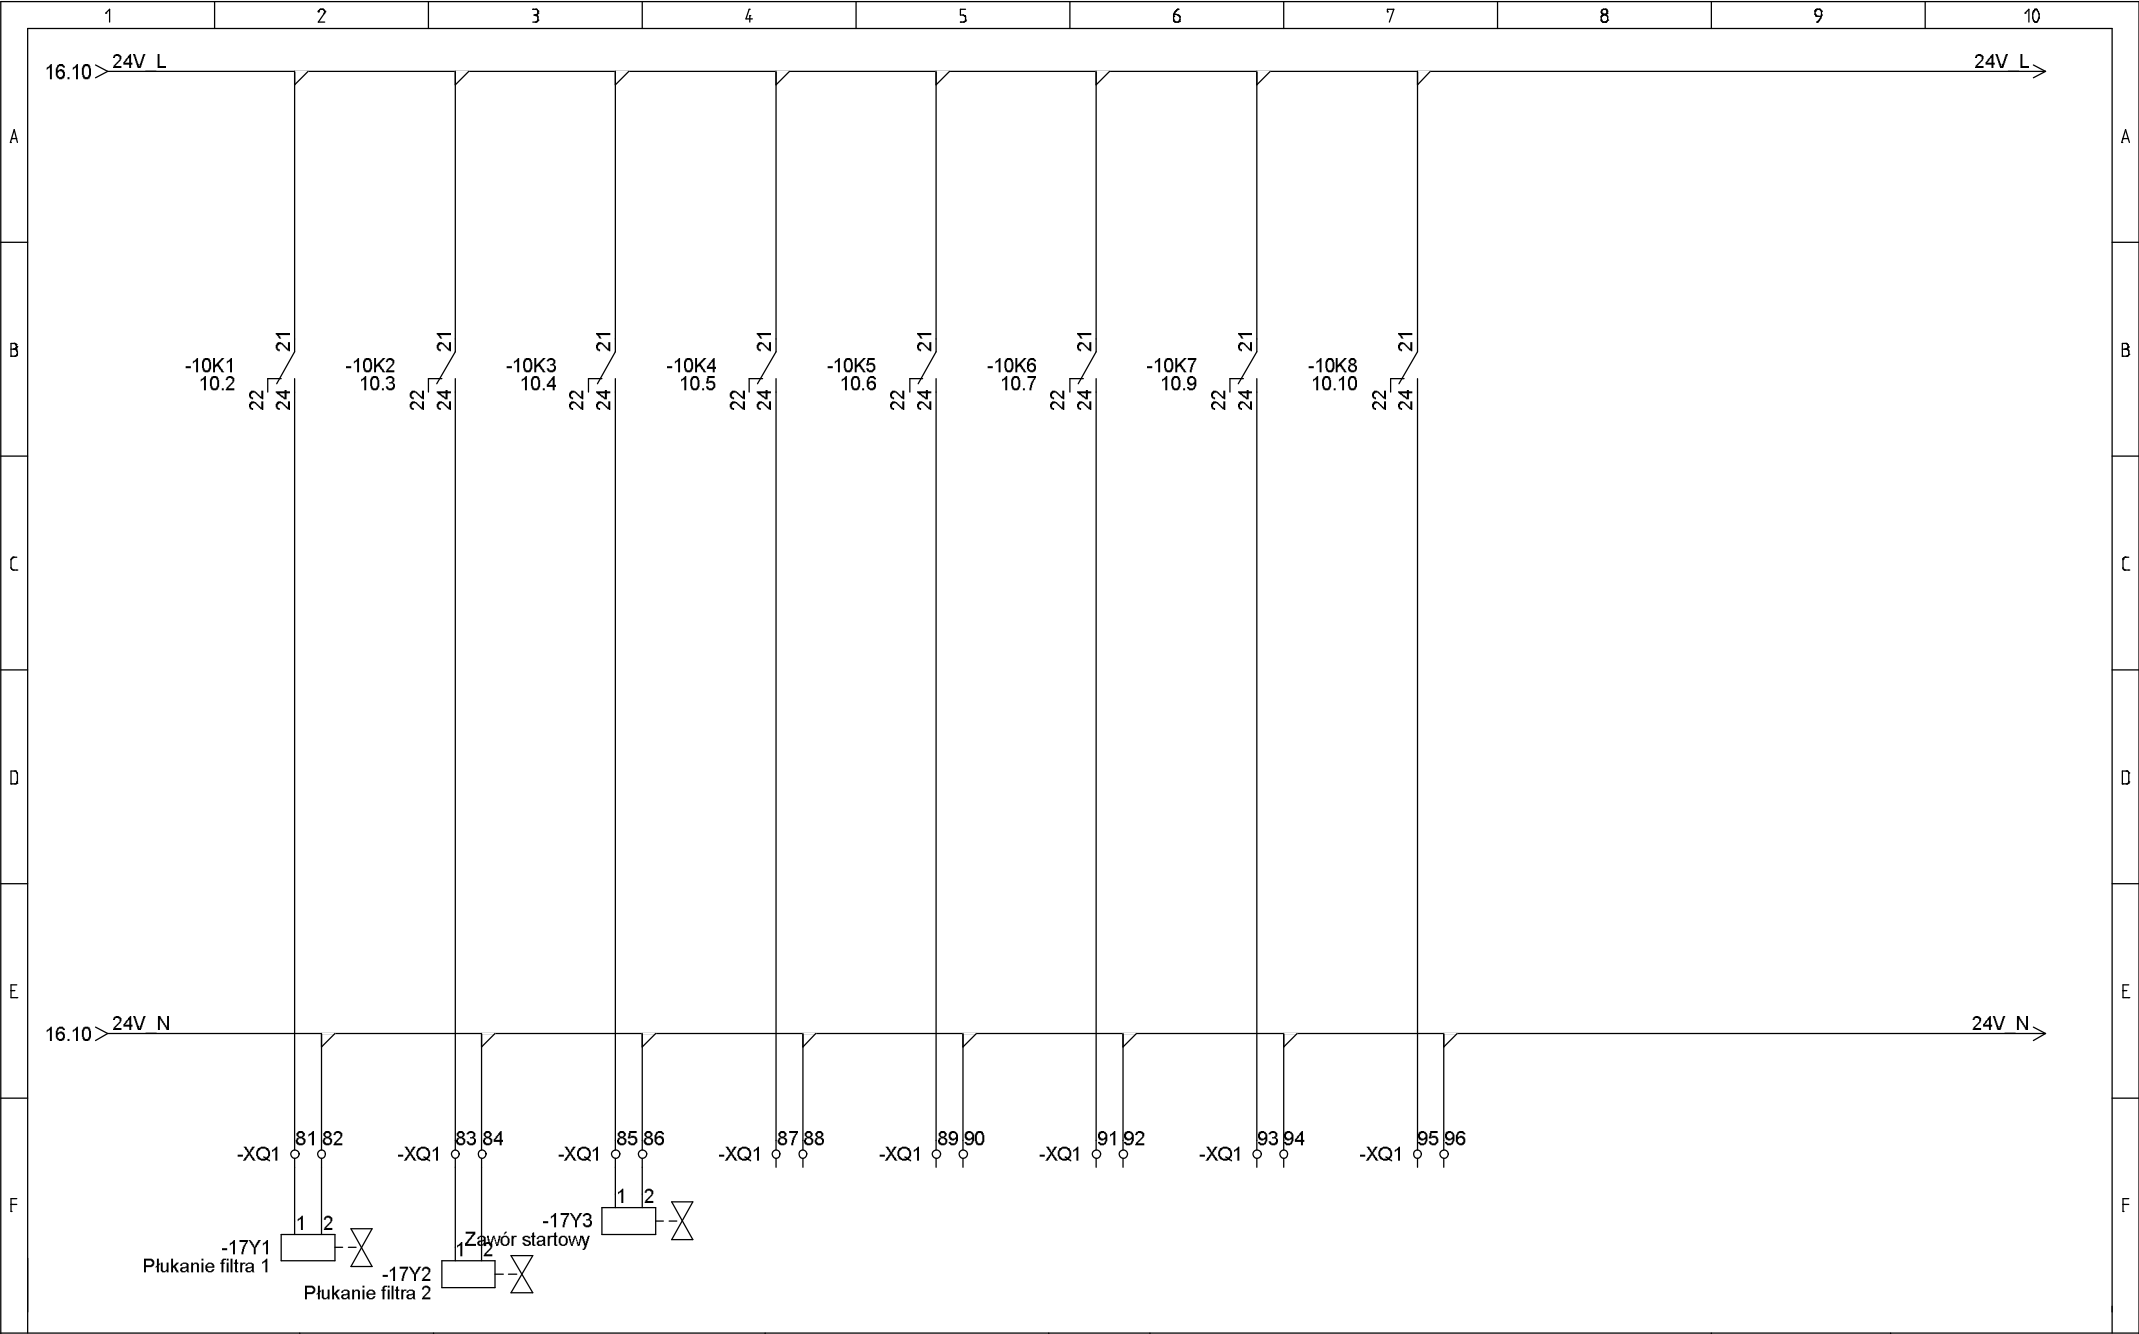 1 2 3 4 5 6 7 8 9 10
16.10 24V_L 24V_L
A A
21 21 21 21 21 21 21 21
B B
-10K1 -10K2 -10K3 -10K4 -10K5 -10K6 -10K7 -10K8
10.2 10.3 10.4 10.5 10.6 10.7 10.9 10.10
22 24 22 24 22 24 22 24 22 24 22 24 22 24 22 24
C C
D D
E E
16.10 24V_N 24V_N
81 82 83 84 85 86 87 88 89 90 91 92 93 94 95 96
-XQ1 -XQ1 -XQ1 -XQ1 -XQ1 -XQ1 -XQ1 -XQ1
F F
1 2
-17Y3
Zawór startowy
1 2
-17Y1
Płukanie filtra 1
1 2
-17Y2
Płukanie filtra 2